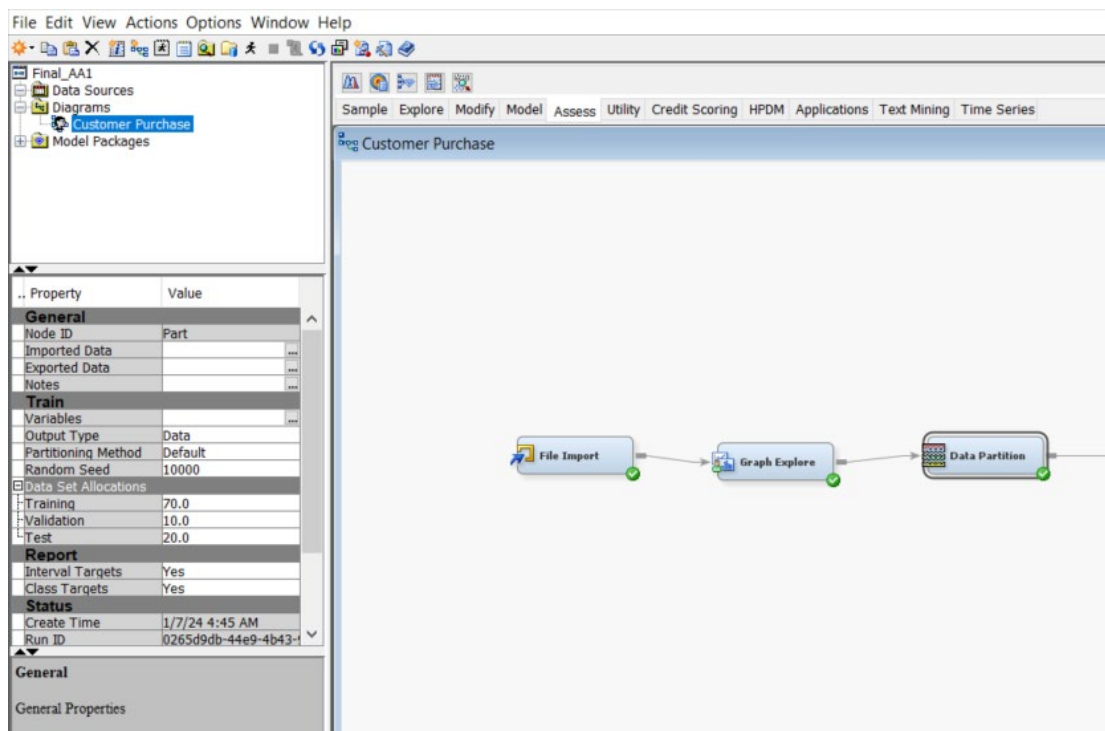 File Edit View Actions Options Window Help
Final_AA1
Data Sources
Diagrams
Customer Purchase
Model Packages
Sample Explore Modify Model Assess Utility Credit Scoring HPDM Applications Text Mining Time Series
Customer Purchase
.. Property Value
General
Node ID Part
Imported Data ...
Exported Data ...
Notes ...
Train
Variables ...
Output Type Data
Partitioning Method Default
Random Seed 10000
Data Set Allocations
Training 70.0
Validation 10.0
Test 20.0
Report
Interval Targets Yes
Class Targets Yes
Status
Create Time 1/7/24 4:45 AM
Run ID 0265d9db-44e9-4b43-
General
General Properties
File Import
Graph Explore
Data Partition